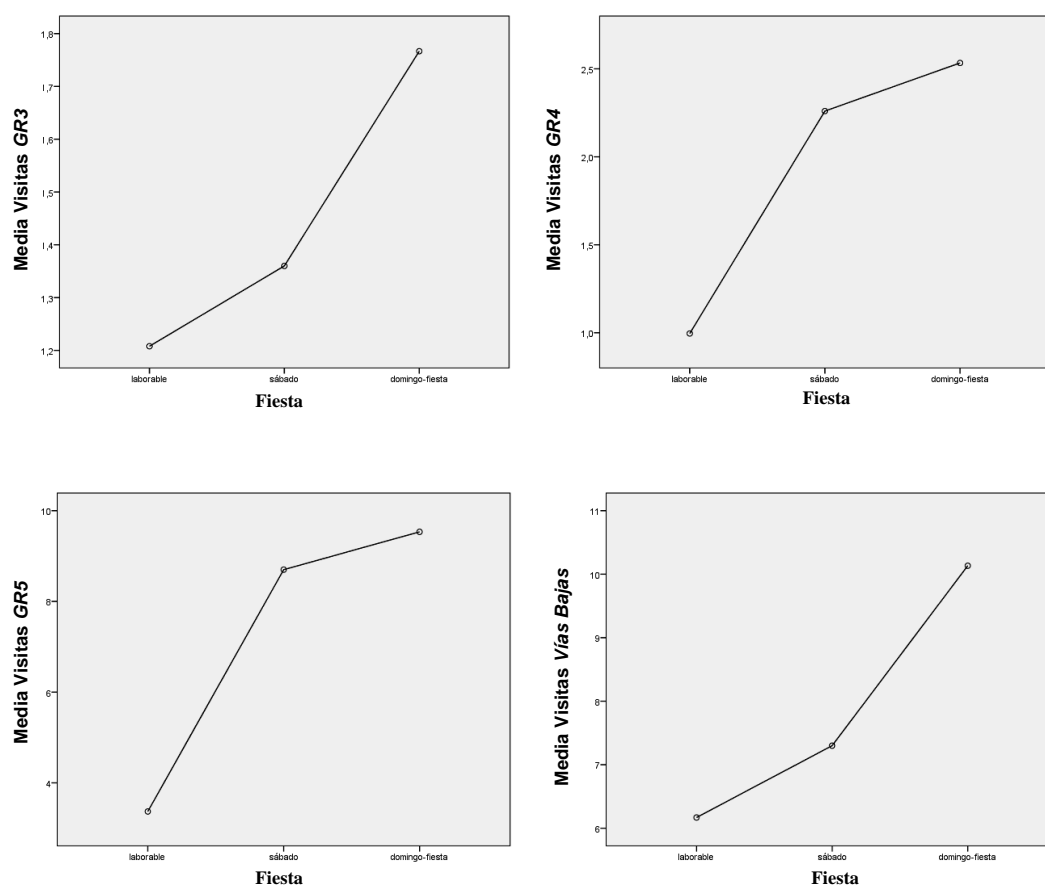 Media Visitas GR3
1,8
1,7
1,6
1,5
1,4
1,3
1,2
laborable
sábado
domingo-fiesta
Fiesta
Media Visitas GR4
2,5
2,0
1,5
1,0
laborable
sábado
domingo-fiesta
Fiesta
Media Visitas GR5
10
8
6
4
laborable
sábado
domingo-fiesta
Fiesta
Media Visitas Vías Bajas
11
10
9
8
7
6
laborable
sábado
domingo-fiesta
Fiesta